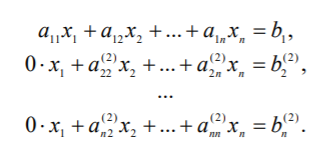 a₁₁x₁ + a₁₂x₂ + ... + a₁ₙxₙ = b₁,
0 · x₁ + a₂₂⁽²⁾x₂ + ... + a₂ₙ⁽²⁾xₙ = b₂⁽²⁾,
...
0 · x₁ + aₙ₂⁽²⁾x₂ + ... + aₙₙ⁽²⁾xₙ = bₙ⁽²⁾.